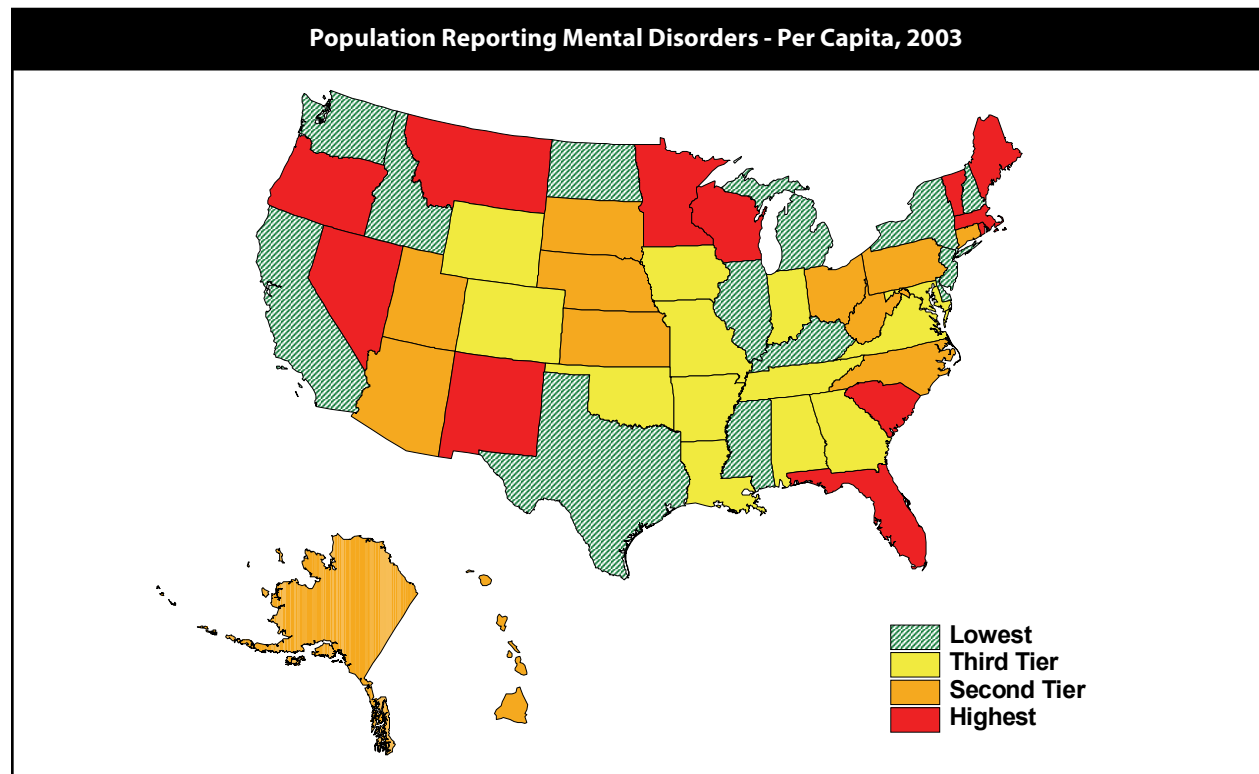 Population Reporting Mental Disorders - Per Capita, 2003
Lowest
Third Tier
Second Tier
Highest